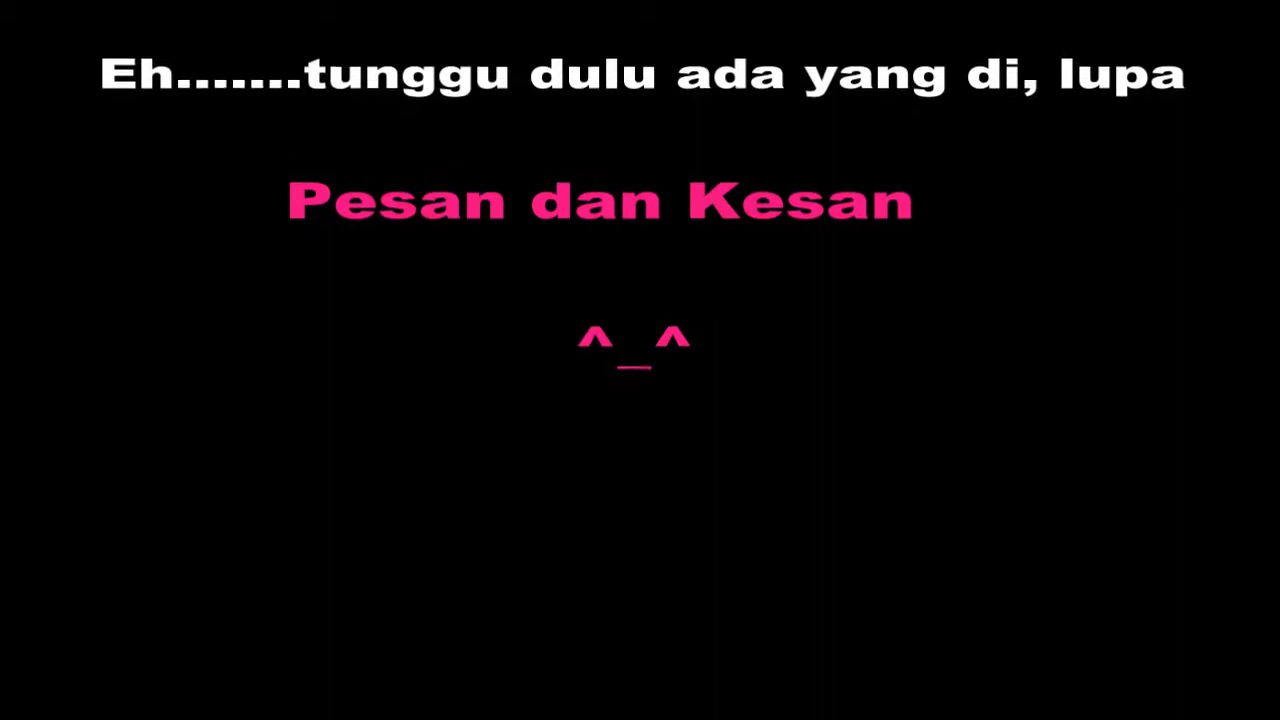 Eh.......tunggu dulu ada yang di, lupa
Pesan dan Kesan
^_^